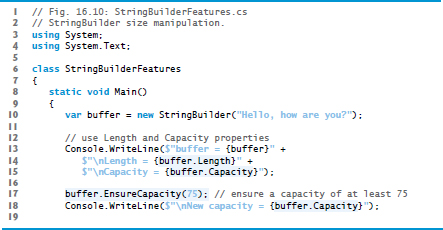 1 // Fig. 16.10: StringBuilderFeatures.cs
2 // StringBuilder size manipulation.
3 using System;
4 using System.Text;
5
6 class StringBuilderFeatures
7 {
8 static void Main()
9 {
10 var buffer = new StringBuilder("Hello, how are you?");
11
12 // use Length and Capacity properties
13 Console.WriteLine($"buffer = {buffer}" +
14 $"\nLength = {buffer.Length}" +
15 $"\nCapacity = {buffer.Capacity}");
16
17 buffer.EnsureCapacity(75); // ensure a capacity of at least 75
18 Console.WriteLine($"\nNew capacity = {buffer.Capacity}");
19